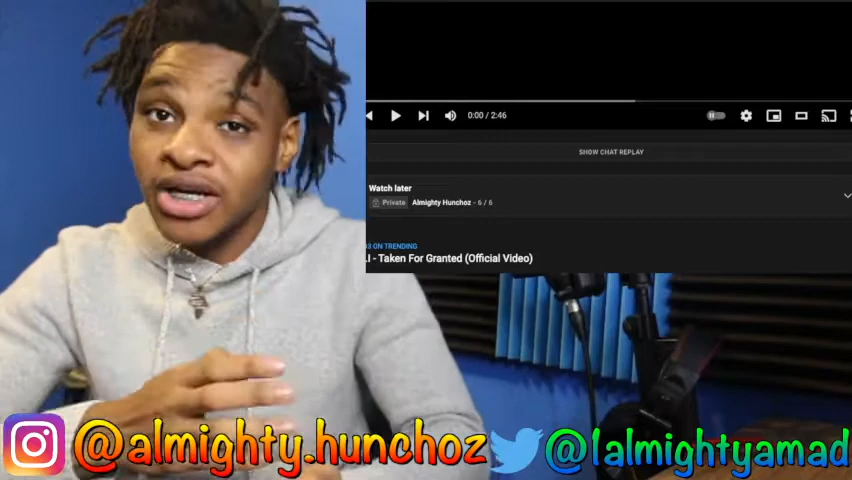 0:00 / 2:46
SHOW CHAT REPLAY
Watch later
Private Almighty Hunchoz - 6 / 6
ON TRENDING
- Taken For Granted (Official Video)
@almighty.hunchoz @1almightyamad